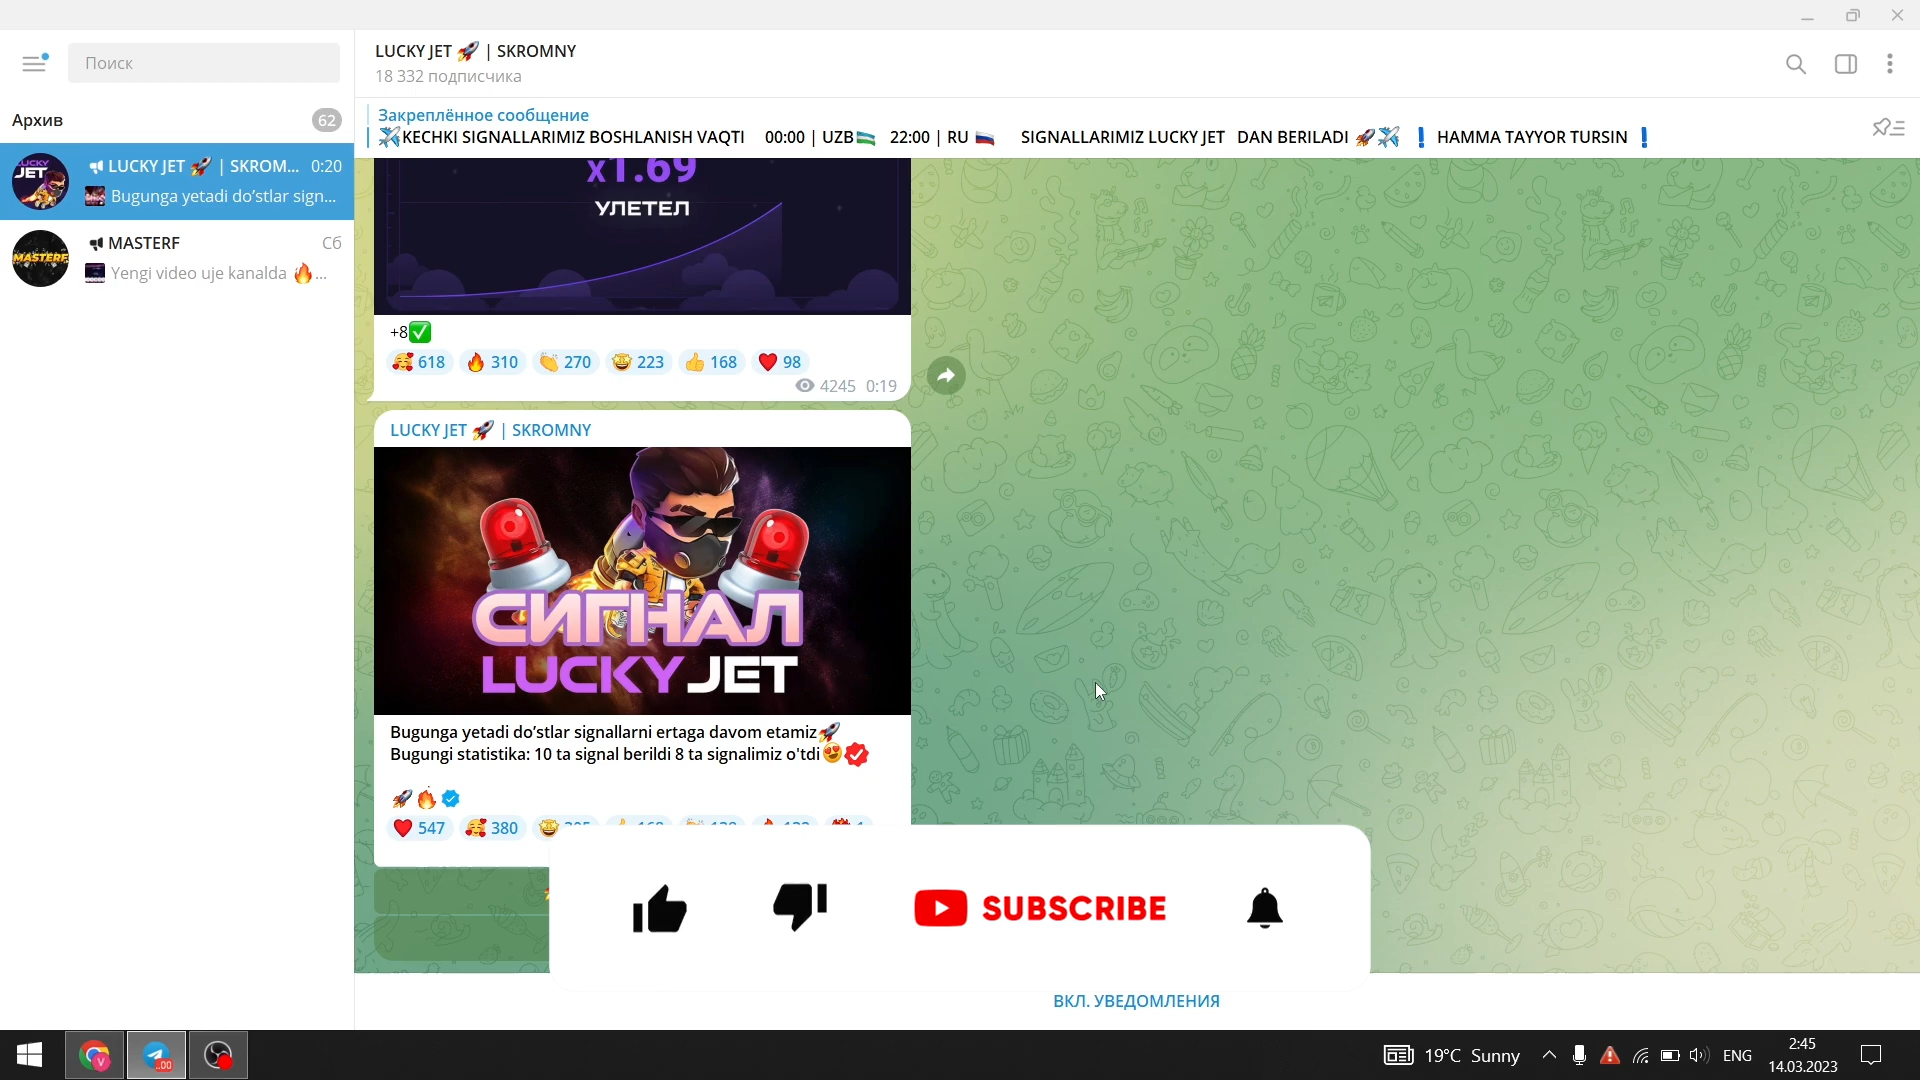 Поиск
LUCKY JET 🚀 | SKROMNY
18 332 подписчика
Архив
62
Закреплённое сообщение
✈️KECHKI SIGNALLARIMIZ BOSHLANISH VAQTI 00:00 | UZB🇺🇿 22:00 | RU 🇷🇺 SIGNALLARIMIZ LUCKY JET DAN BERILADI 🚀✈️ ❗ HAMMA TAYYOR TURSIN ❗
LUCKY JET 🚀 | SKROM... 0:20
Bugunga yetadi do‘stlar sign...
MASTERF Сб
Yengi video uje kanalda 🔥...
LUCKY
JET
MASTERF
x1.69
УЛЕТЕЛ
+8✅
🥰 618 🔥 310 👏 270 🤩 223 👍 168 ❤️ 98
4245 0:19
LUCKY JET 🚀 | SKROMNY
СИГНАЛ
LUCKY JET
Bugunga yetadi do‘stlar signallarni ertaga davom etamiz🚀
Bugungi statistika: 10 ta signal berildi 8 ta signalimiz o'tdi😍
🚀🔥
❤️ 547 🥰 380
SUBSCRIBE
ВКЛ. УВЕДОМЛЕНИЯ
V
..00
19°C Sunny
ENG
2:45
14.03.2023